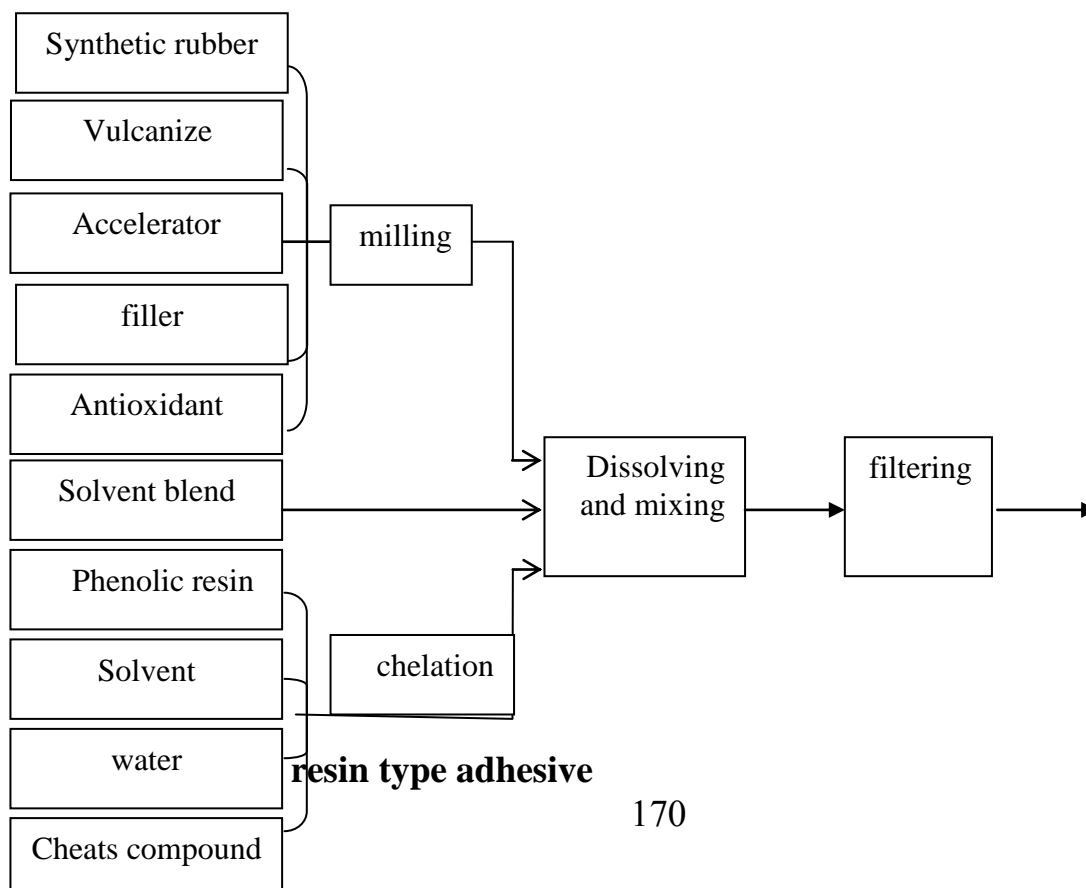 Synthetic rubber
Vulcanize
Accelerator
filler
Antioxidant
Solvent blend
Phenolic resin
Solvent
water
Cheats compound
milling
chelation
Dissolving
and mixing
filtering
resin type adhesive
170